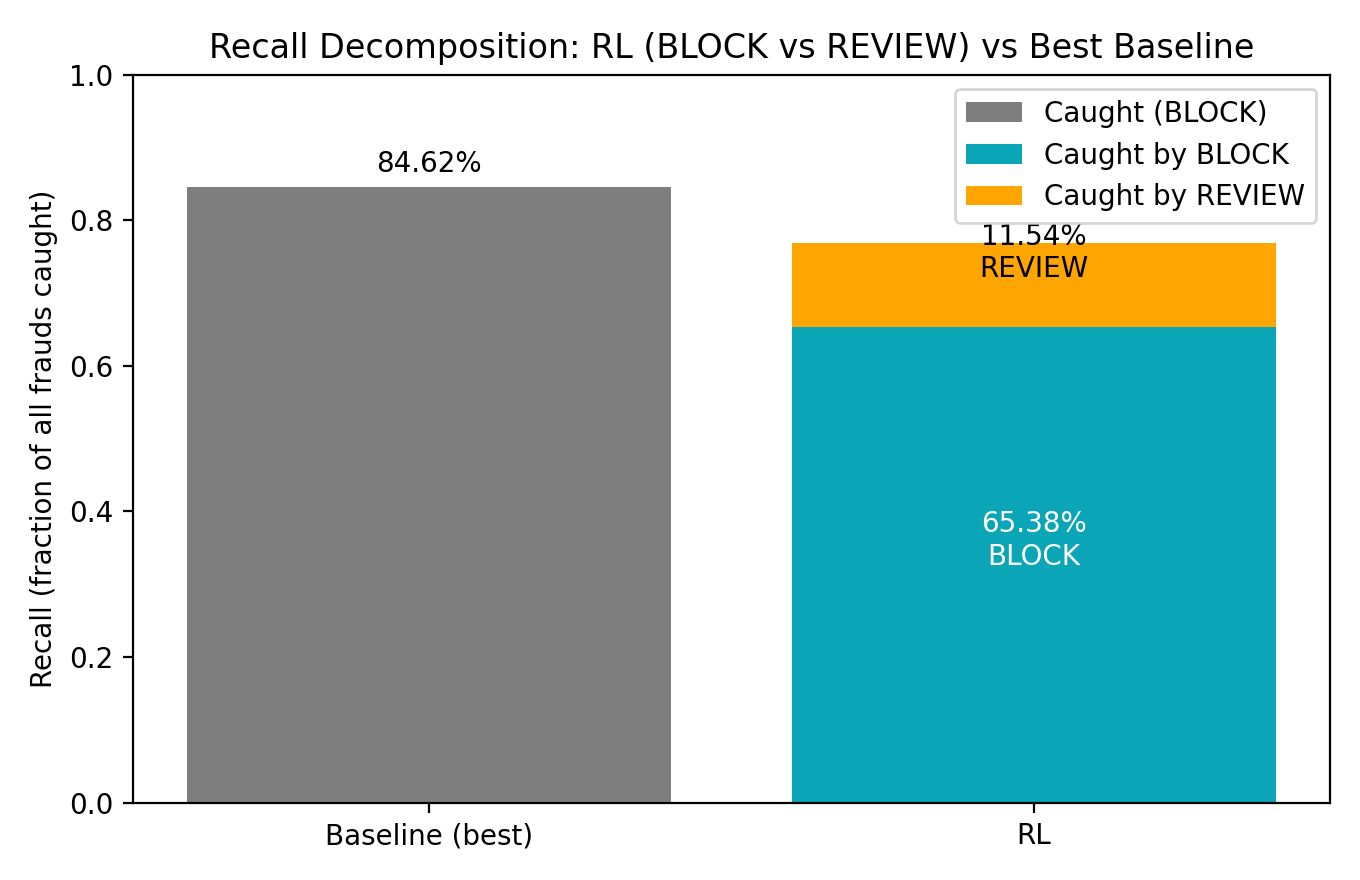 Recall Decomposition: RL (BLOCK vs REVIEW) vs Best Baseline
Recall (fraction of all frauds caught)
1.0
0.8
0.6
0.4
0.2
0.0
Caught (BLOCK)
Caught by BLOCK
Caught by REVIEW
84.62%
11.54%
REVIEW
65.38%
BLOCK
Baseline (best)
RL